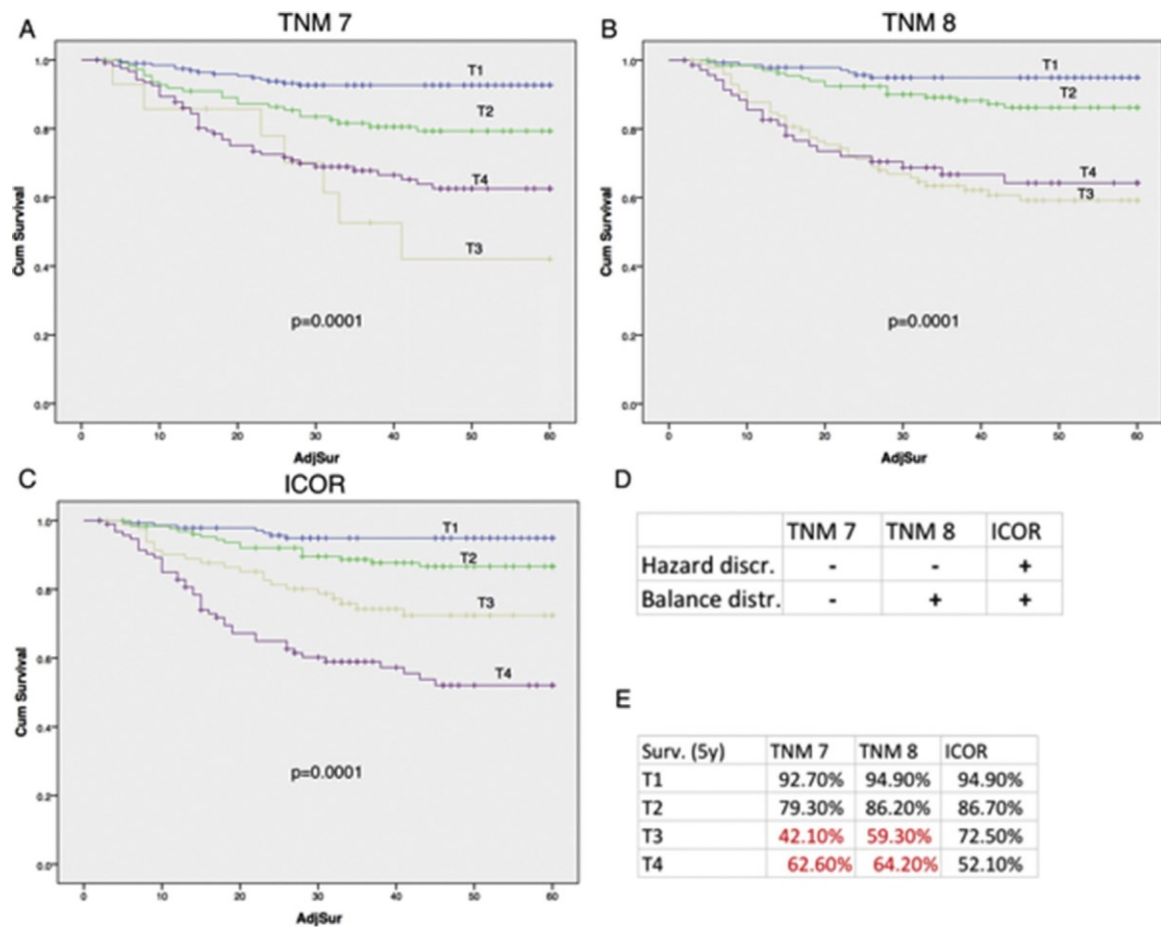 A
TNM 7
1.0
0.8
0.6
0.4
0.2
0.0
Cum Survival
T1
T2
T4
T3
p=0.0001
0 10 20 30 40 50 60
AdjSur
B
TNM 8
1.0
0.8
0.6
0.4
0.2
0.0
Cum Survival
T1
T2
T4
T3
p=0.0001
0 10 20 30 40 50 60
AdjSur
C
ICOR
1.0
0.8
0.6
0.4
0.2
0.0
Cum Survival
T1
T2
T3
T4
p=0.0001
0 10 20 30 40 50 60
AdjSur
D
TNM 7 TNM 8 ICOR
Hazard discr. - - +
Balance distr. - + +
E
Surv. (5y) TNM 7 TNM 8 ICOR
T1 92.70% 94.90% 94.90%
T2 79.30% 86.20% 86.70%
T3 42.10% 59.30% 72.50%
T4 62.60% 64.20% 52.10%